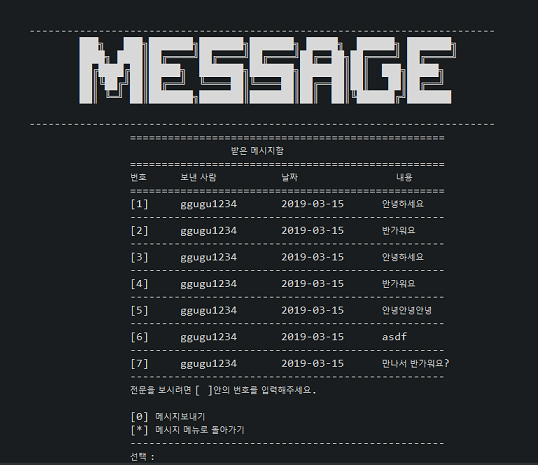 MESSAGE
받은 메시지함
번호 보낸 사람 날짜 내용
[1] ggugu1234 2019-03-15 안녕하세요
[2] ggugu1234 2019-03-15 반가워요
[3] ggugu1234 2019-03-15 안녕하세요
[4] ggugu1234 2019-03-15 반가워요
[5] ggugu1234 2019-03-15 안녕안녕안녕
[6] ggugu1234 2019-03-15 asdf
[7] ggugu1234 2019-03-15 만나서 반가워요?
전문을 보시려면 [ ]안의 번호를 입력해주세요.
[0] 메시지보내기
[*] 메시지 메뉴로 돌아가기
선택 :